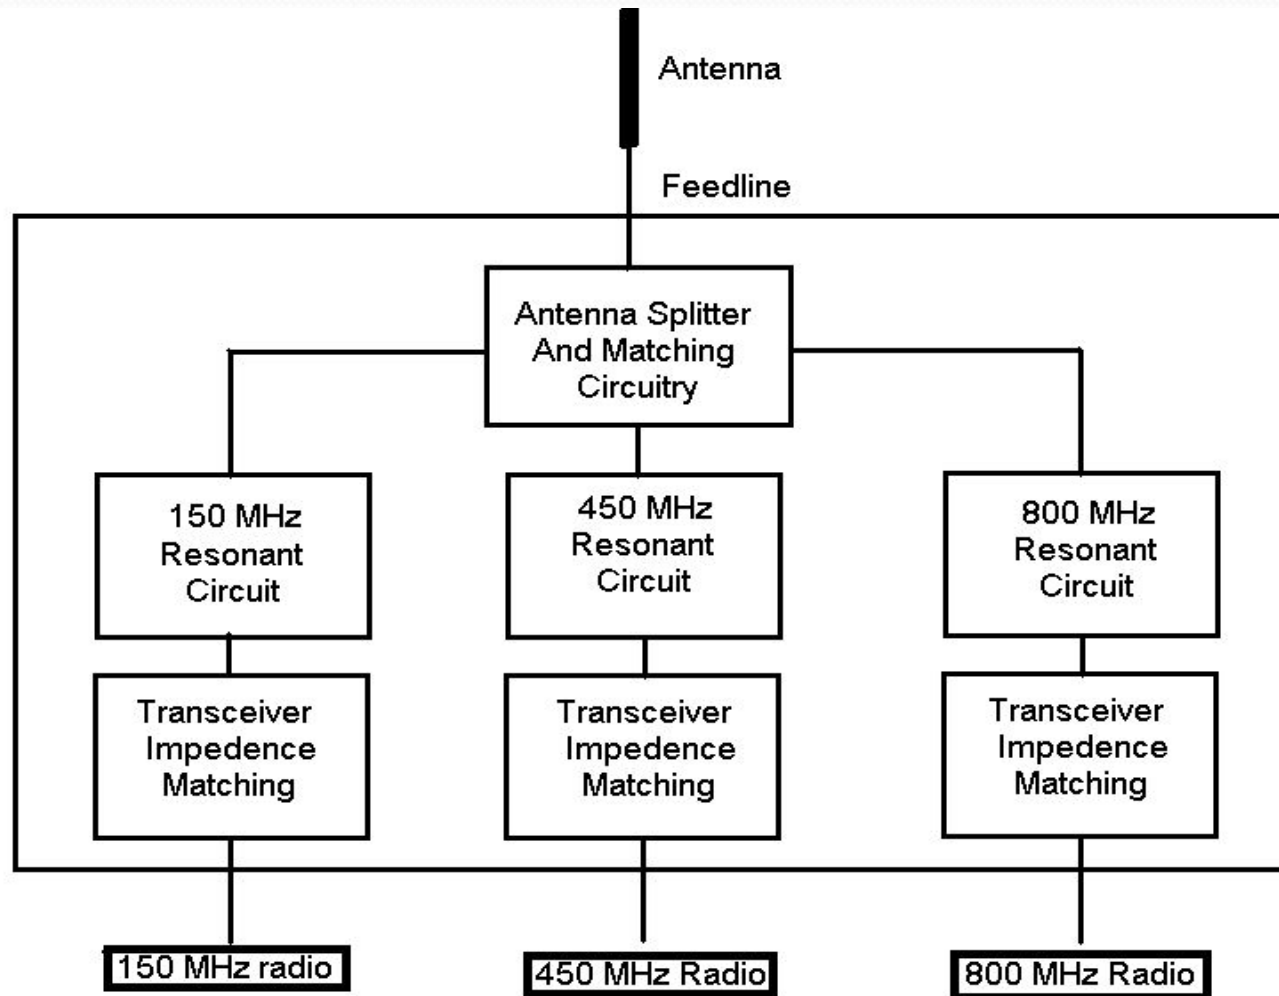 Antenna
Feedline
Antenna Splitter
And Matching
Circuitry
150 MHz
Resonant
Circuit
450 MHz
Resonant
Circuit
800 MHz
Resonant
Circuit
Transceiver
Impedence
Matching
Transceiver
Impedence
Matching
Transceiver
Impedence
Matching
150 MHz radio
450 MHz Radio
800 MHz Radio